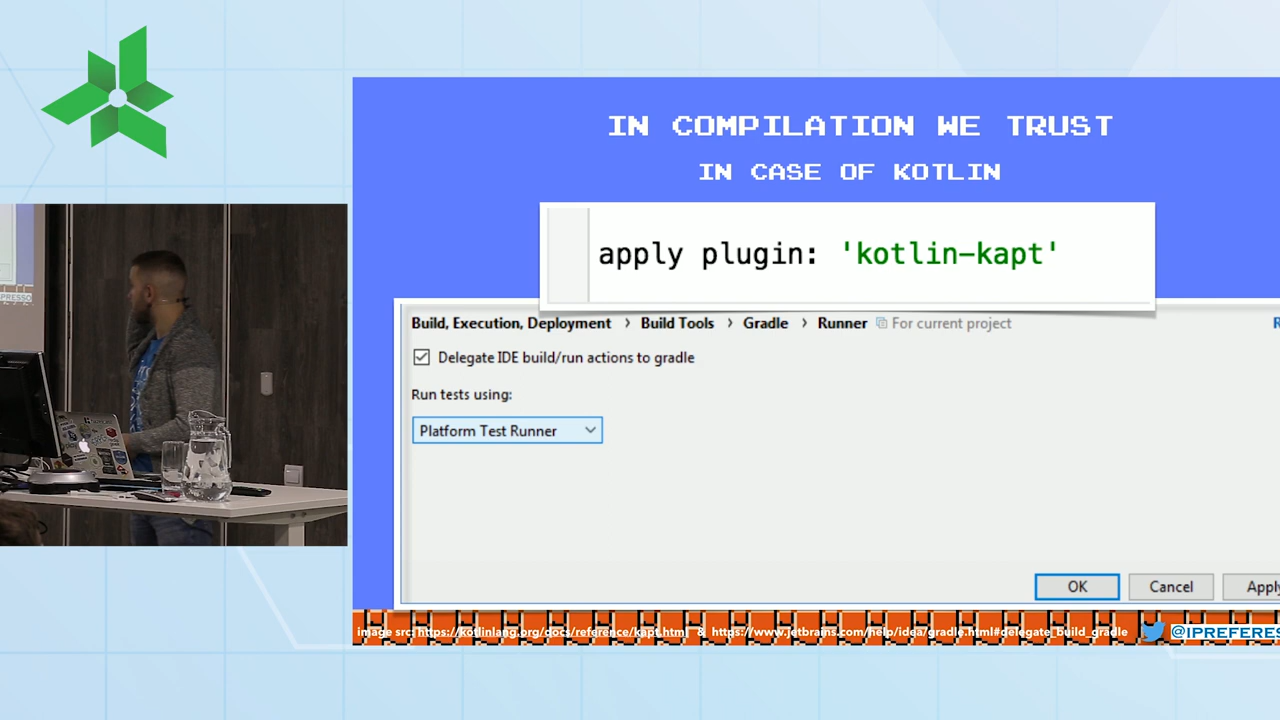 IN COMPILATION WE TRUST
IN CASE OF KOTLIN
apply plugin: 'kotlin-kapt'
Build, Execution, Deployment > Build Tools > Gradle > Runner For current project
Delegate IDE build/run actions to gradle
Run tests using:
Platform Test Runner
OK Cancel Apply
image src: https://kotlinlang.org/docs/reference/kapt.html & https://www.jetbrains.com/help/idea/gradle.html#delegate_build_gradle
@IPREFERES